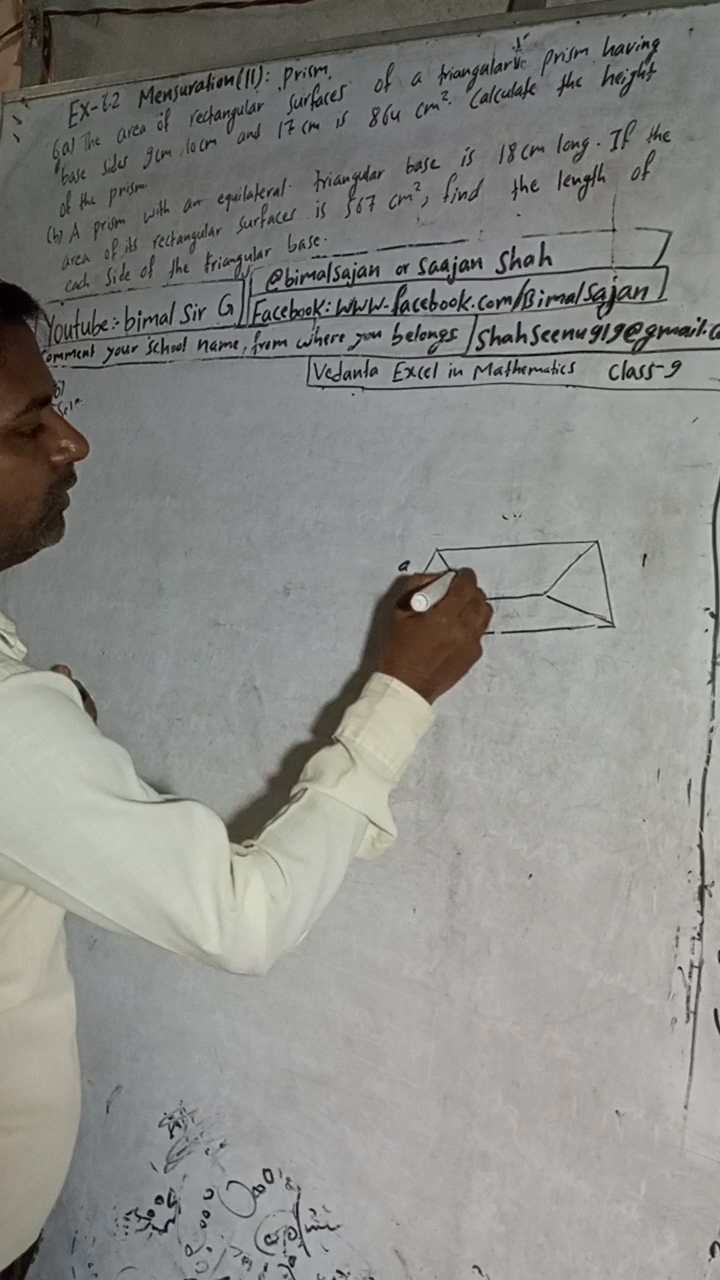 Ex-6.2 Mensuration(II): Prism.
6a) The area of rectangular surfaces of a triangular prism having
base sides 9cm, 10cm and 17cm is 864 cm². Calculate the height
of the prism.
(b) A prism with an equilateral triangular base is 18cm long. If the
area of its rectangular surfaces is 567 cm², find the length of
each side of the triangular base.
@bimalsajan or Saajan Shah
Youtube:- bimal Sir G
Facebook: www.facebook.com/Bimalsajan
comment your school name, from where you belongs
Shahseenu919@gmail.c
Vedanta Excel in Mathematics Class-9
b)
Soln.
a